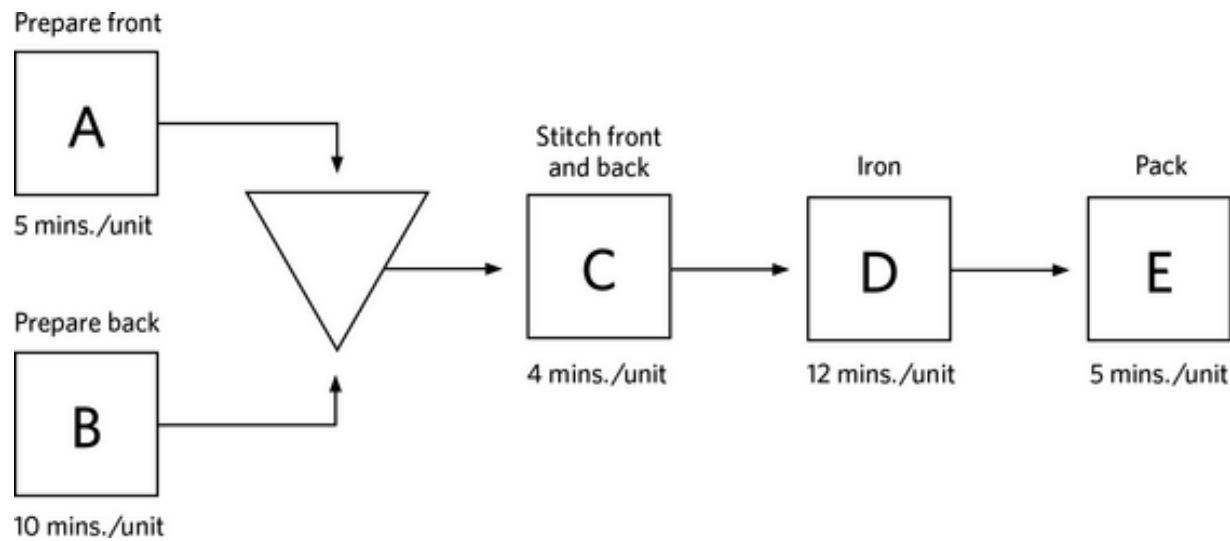 Prepare front
A
5 mins./unit
Prepare back
B
10 mins./unit
Stitch front
and back
C
4 mins./unit
Iron
D
12 mins./unit
Pack
E
5 mins./unit